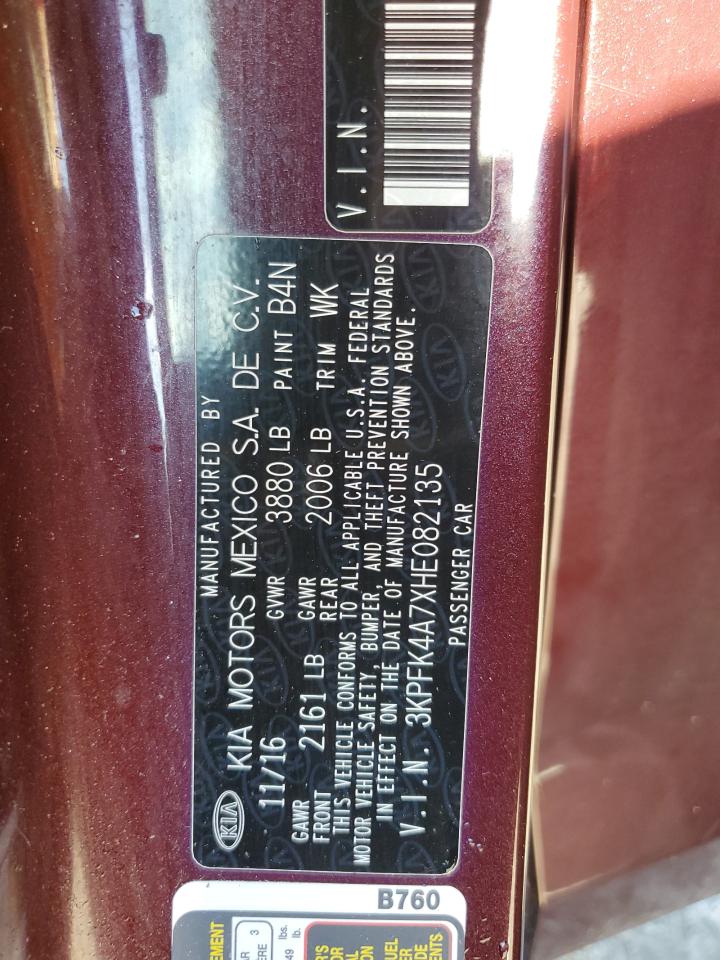 V.I.N.
MANUFACTURED BY
KIA KIA MOTORS MEXICO S.A. DE C.V.
11/16 GVWR 3880 LB PAINT B4N
GAWR FRONT 2161 LB GAWR REAR 2006 LB TRIM WK
THIS VEHICLE CONFORMS TO ALL APPLICABLE U.S.A. FEDERAL
MOTOR VEHICLE SAFETY, BUMPER, AND THEFT PREVENTION STANDARDS
IN EFFECT ON THE DATE OF MANUFACTURE SHOWN ABOVE.
V.I.N. 3KPFK4A7XHE082135
PASSENGER CAR
B760